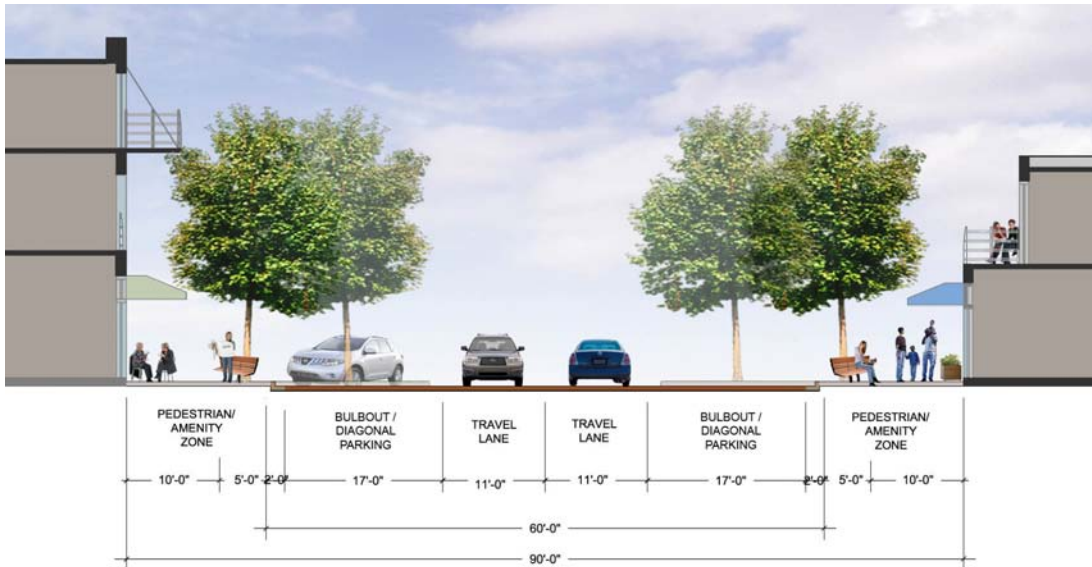 PEDESTRIAN/
AMENITY
ZONE
BULBOUT /
DIAGONAL
PARKING
TRAVEL
LANE
TRAVEL
LANE
BULBOUT /
DIAGONAL
PARKING
PEDESTRIAN/
AMENITY
ZONE
10'-0" 5'-0" 2'-0" 17'-0" 11'-0" 11'-0" 17'-0" 2'-0" 5'-0" 10'-0"
60'-0"
90'-0"